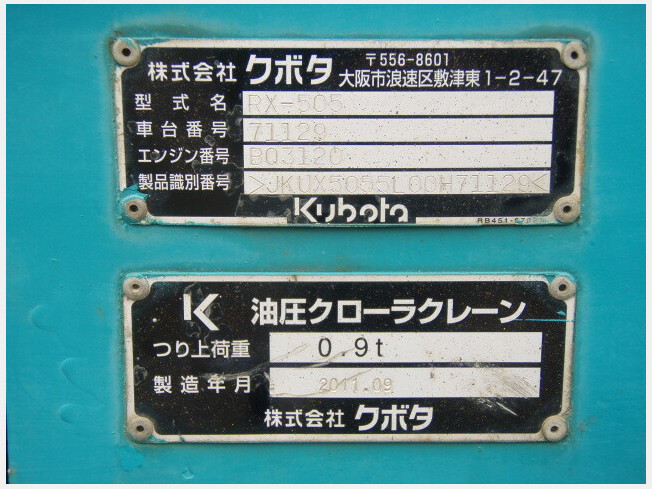 株式会社 クボタ 〒556-8601
大阪市浪速区敷津東1-2-47
型式名 RX-505
車台番号 71129
エンジン番号 BQ3120
製品識別番号 >JKUX5055L00H71129<
Kubota
K 油圧クローラクレーン
つり上荷重 0.9t
製造年月 2011.09
株式会社 クボタ